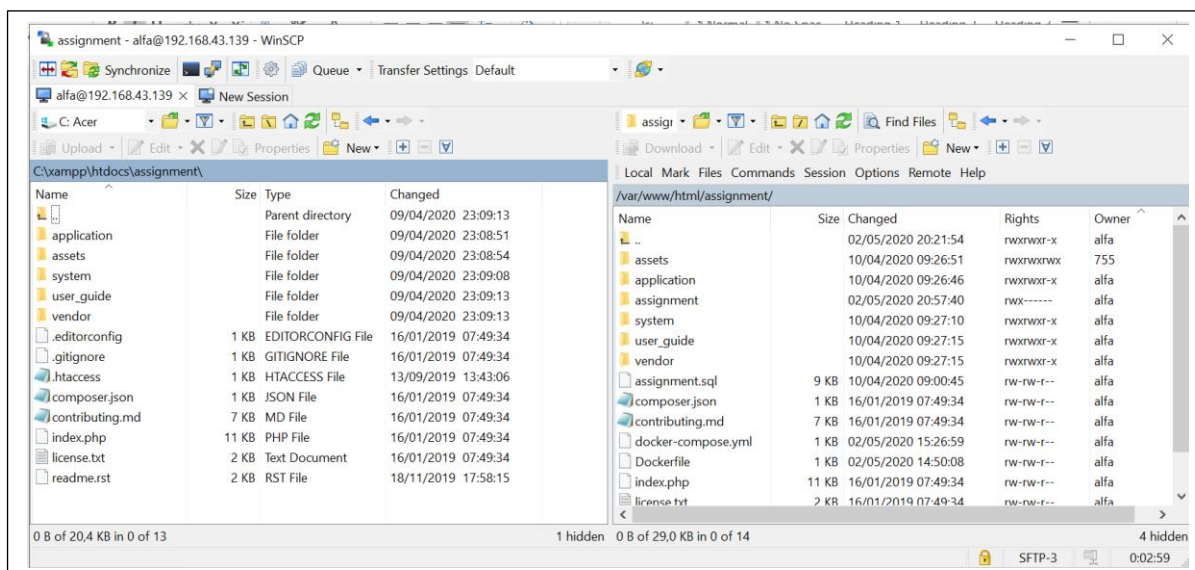 assignment - alfa@192.168.43.139 - WinSCP
Synchronize Queue Transfer Settings Default
alfa@192.168.43.139 × New Session
C: Acer
Upload Edit Properties New
C:\xampp\htdocs\assignment\
Name Size Type Changed
.. Parent directory 09/04/2020 23:09:13
application File folder 09/04/2020 23:08:51
assets File folder 09/04/2020 23:08:54
system File folder 09/04/2020 23:09:08
user_guide File folder 09/04/2020 23:09:13
vendor File folder 09/04/2020 23:09:13
.editorconfig 1 KB EDITORCONFIG File 16/01/2019 07:49:34
.gitignore 1 KB GITIGNORE File 16/01/2019 07:49:34
.htaccess 1 KB HTACCESS File 13/09/2019 13:43:06
composer.json 1 KB JSON File 16/01/2019 07:49:34
contributing.md 7 KB MD File 16/01/2019 07:49:34
index.php 11 KB PHP File 16/01/2019 07:49:34
license.txt 2 KB Text Document 16/01/2019 07:49:34
readme.rst 2 KB RST File 18/11/2019 17:58:15
0 B of 20,4 KB in 0 of 13 1 hidden
assigi Find Files
Download Edit Properties New
Local Mark Files Commands Session Options Remote Help
/var/www/html/assignment/
Name Size Changed Rights Owner
.. 02/05/2020 20:21:54 rwxrwxr-x alfa
assets 10/04/2020 09:26:51 rwxrwxrwx 755
application 10/04/2020 09:26:46 rwxrwxr-x alfa
assignment 02/05/2020 20:57:40 rwx------ alfa
system 10/04/2020 09:27:10 rwxrwxr-x alfa
user_guide 10/04/2020 09:27:15 rwxrwxr-x alfa
vendor 10/04/2020 09:27:15 rwxrwxr-x alfa
assignment.sql 9 KB 10/04/2020 09:00:45 rw-rw-r-- alfa
composer.json 1 KB 16/01/2019 07:49:34 rw-rw-r-- alfa
contributing.md 7 KB 16/01/2019 07:49:34 rw-rw-r-- alfa
docker-compose.yml 1 KB 02/05/2020 15:26:59 rw-rw-r-- alfa
Dockerfile 1 KB 02/05/2020 14:50:08 rw-rw-r-- alfa
index.php 11 KB 16/01/2019 07:49:34 rw-rw-r-- alfa
license.txt 2 KB 16/01/2019 07:49:34 rw-rw-r-- alfa
0 B of 29,0 KB in 0 of 14 4 hidden
SFTP-3 0:02:59